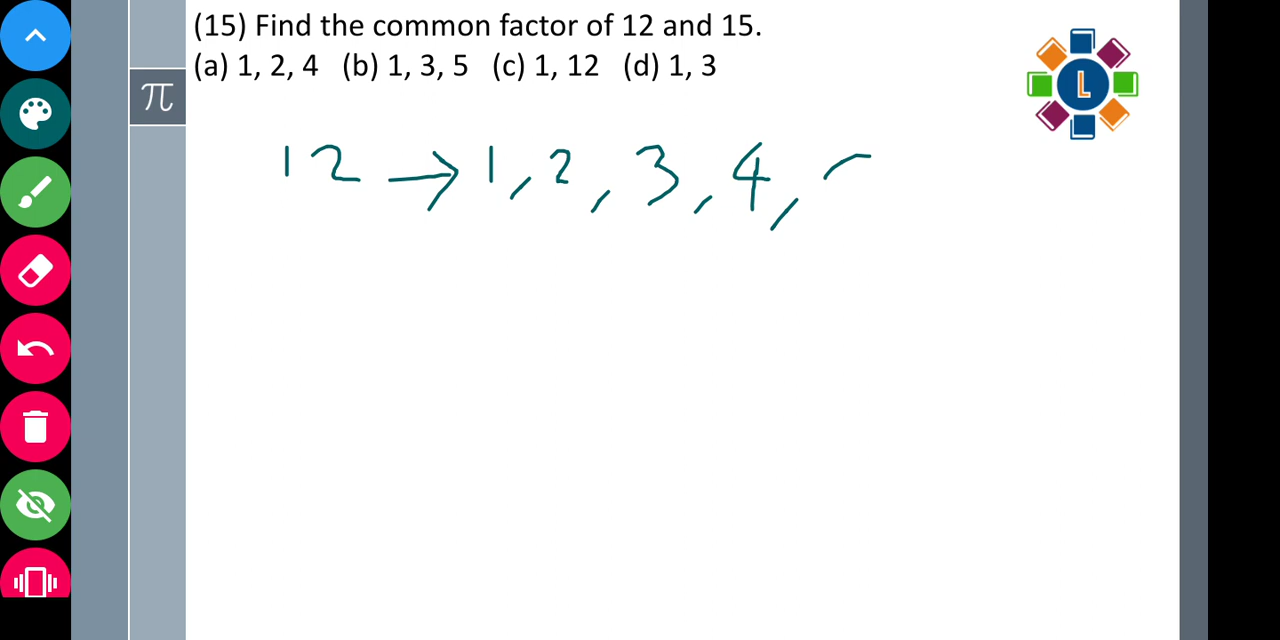 (15) Find the common factor of 12 and 15.
(a) 1, 2, 4 (b) 1, 3, 5 (c) 1, 12 (d) 1, 3
π
L
12 → 1, 2, 3, 4,